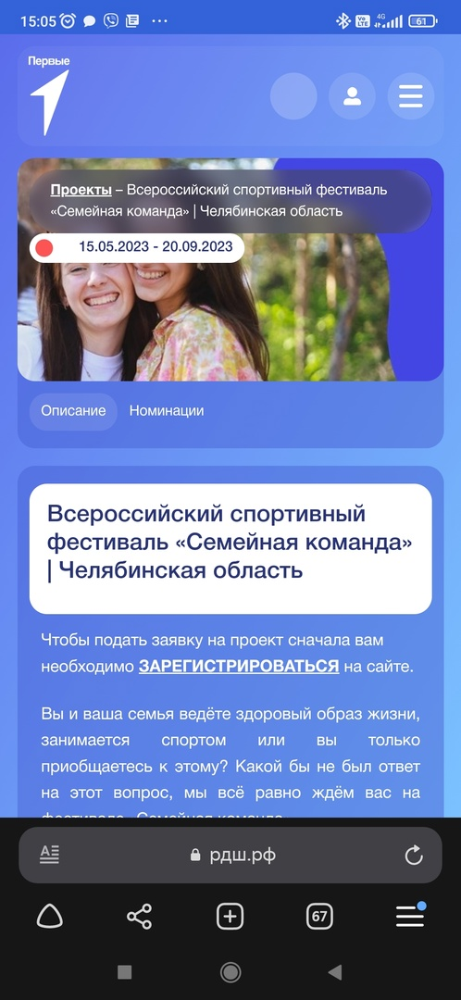 15:05
Vo
LTE
4G
61
Первые
Проекты – Всероссийский спортивный фестиваль
«Семейная команда» | Челябинская область
15.05.2023 - 20.09.2023
Описание
Номинации
Всероссийский спортивный
фестиваль «Семейная команда»
| Челябинская область
Чтобы подать заявку на проект сначала вам
необходимо ЗАРЕГИСТРИРОВАТЬСЯ на сайте.
Вы и ваша семья ведёте здоровый образ жизни,
занимается спортом или вы только
приобщаетесь к этому? Какой бы не был ответ
на этот вопрос, мы всё равно ждём вас на
рдш.рф
67